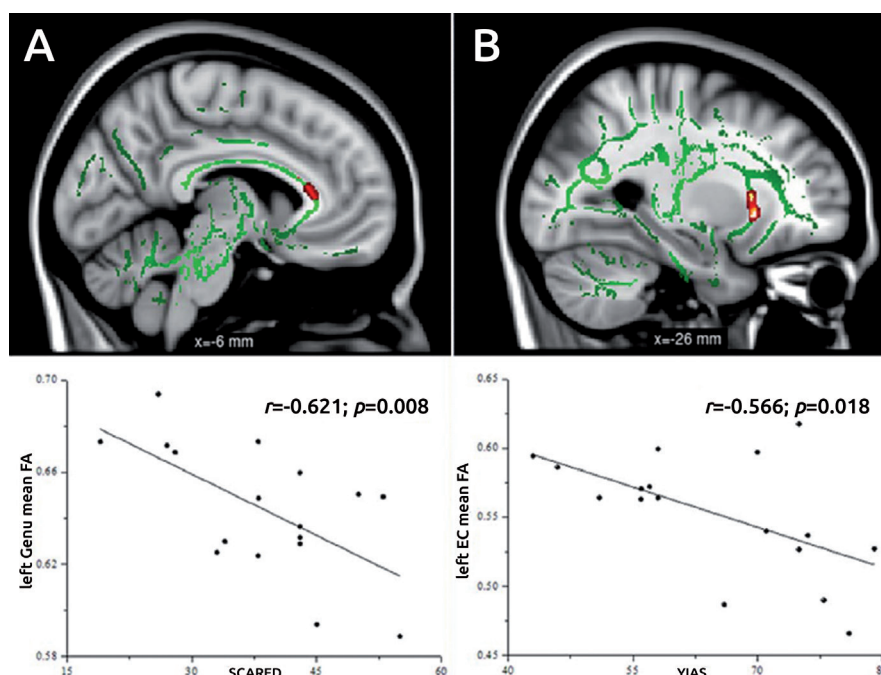 A
B
x=-6 mm
x=-26 mm
r=-0.621; p=0.008
r=-0.566; p=0.018
left Genu mean FA
0.70
0.66
0.62
0.58
15
30
45
60
SCARED
left EC mean FA
0.65
0.60
0.55
0.50
0.45
40
55
70
YIAS